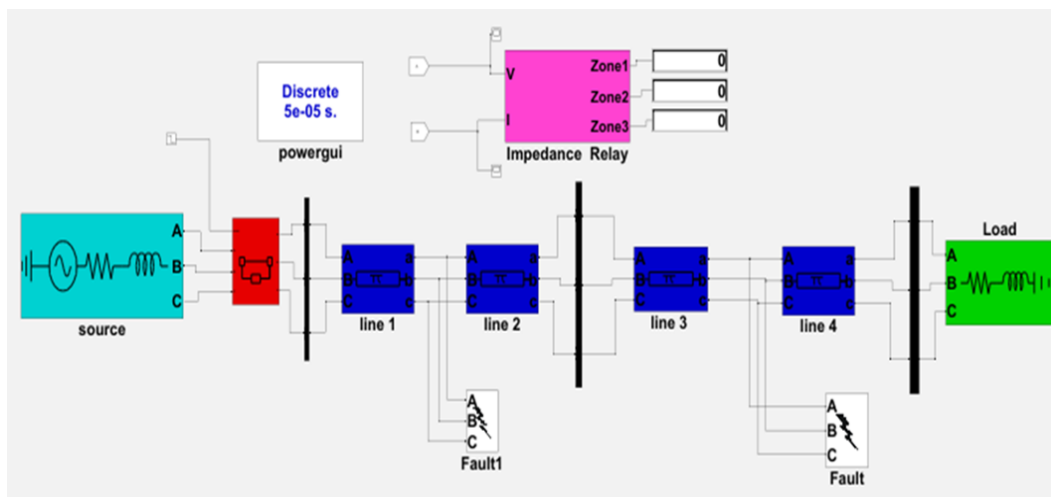 Discrete
5e-05 s.
powergui
V
I
Zone1
Zone2
Zone3
0
0
0
Impedance Relay
source
A
B
C
A
B
C
a
b
c
line 1
A
B
C
a
b
c
line 2
A
B
C
a
b
c
line 3
A
B
C
a
b
c
line 4
Load
A
B
C
A
B
C
Fault1
A
B
C
Fault